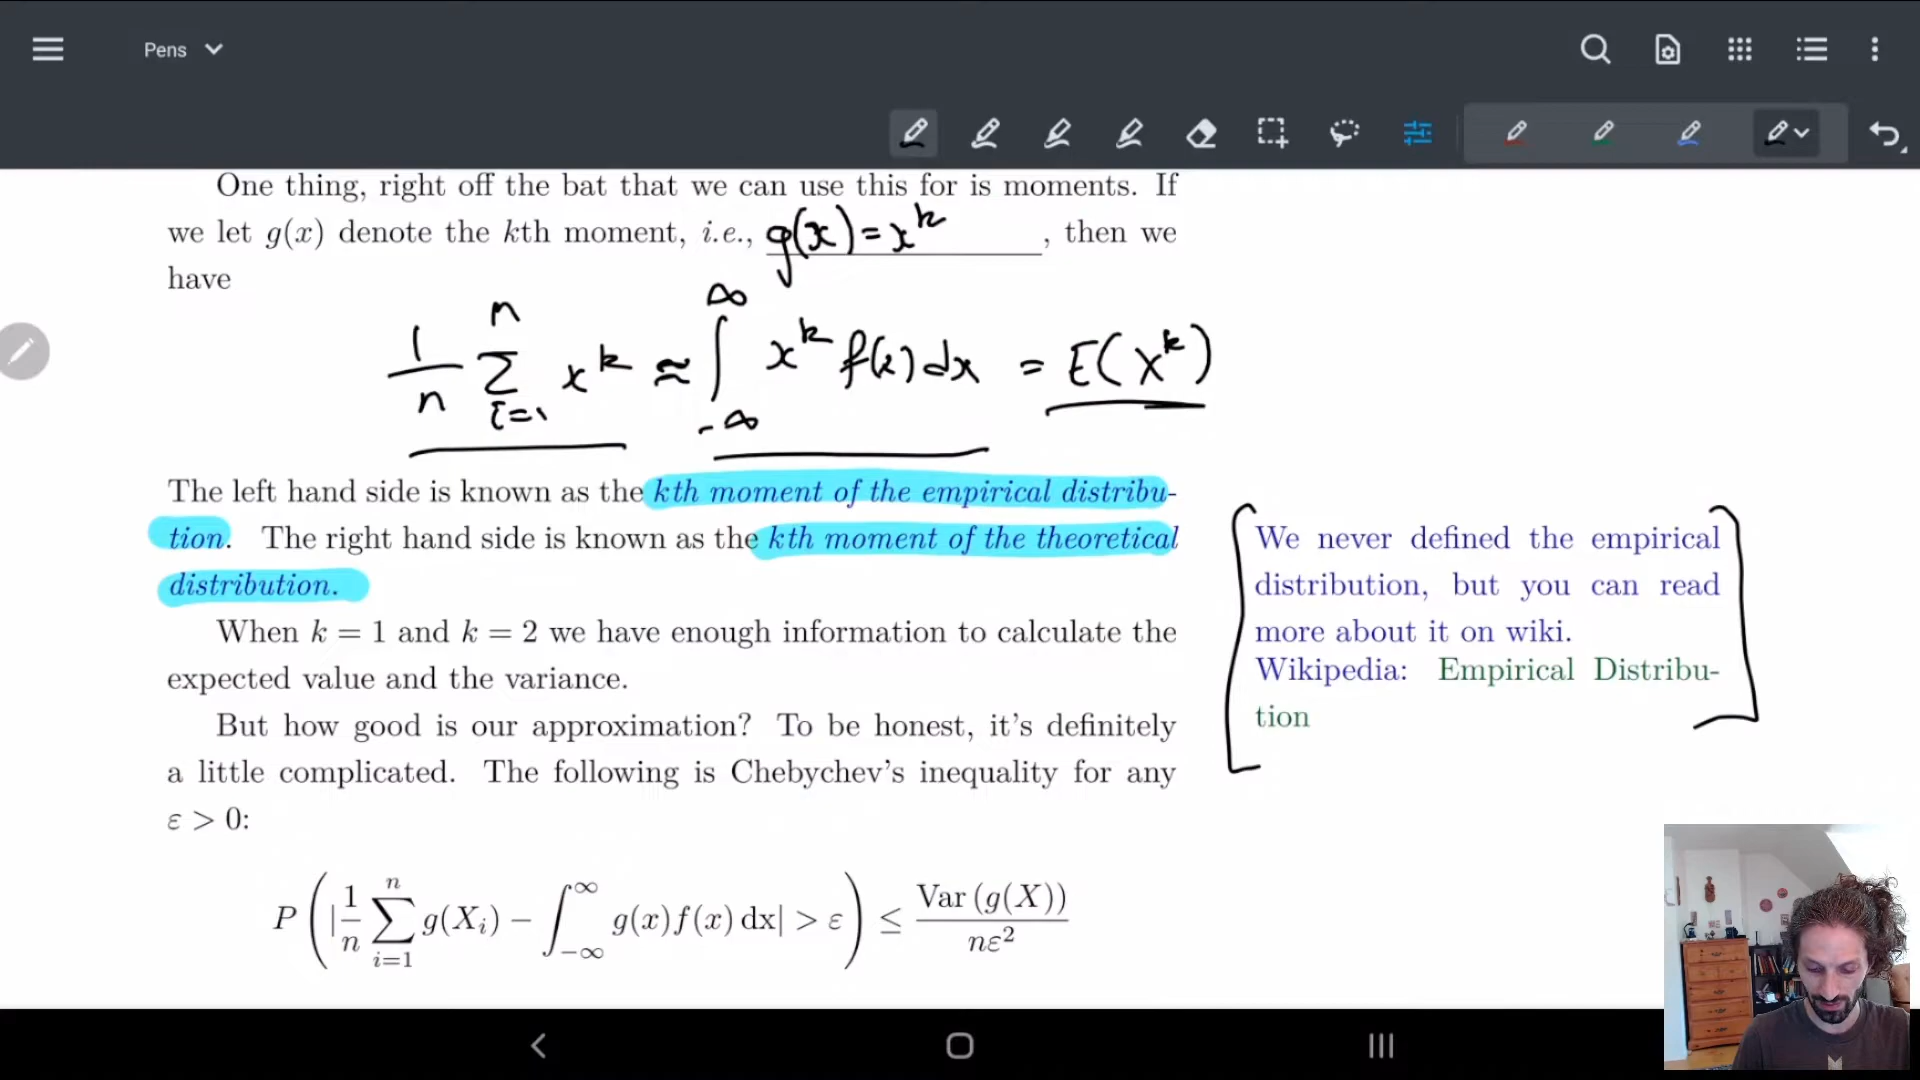 Pens
One thing, right off the bat that we can use this for is moments. If
we let g(x) denote the kth moment, i.e., g(x) = x^k , then we
have
1/n ∑_{i=1}^{n} x^k ≈ ∫_{-∞}^{∞} x^k f(x) dx = E(X^k)
The left hand side is known as the kth moment of the empirical distribu-
tion. The right hand side is known as the kth moment of the theoretical
distribution.
When k = 1 and k = 2 we have enough information to calculate the
expected value and the variance.
But how good is our approximation? To be honest, it's definitely
a little complicated. The following is Chebychev's inequality for any
ε > 0:
P(|1/n ∑_{i=1}^{n} g(X_i) − ∫_{−∞}^{∞} g(x)f(x) dx| > ε) ≤ Var (g(X)) / nε²
We never defined the empirical
distribution, but you can read
more about it on wiki.
Wikipedia: Empirical Distribu-
tion